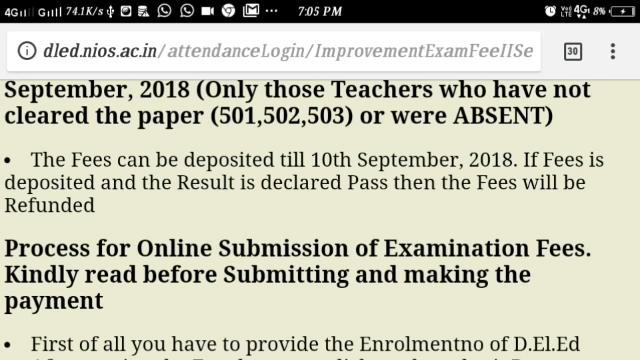 4G 74.1K/s 7:05 PM VoI) LTE 4G 8%
dled.nios.ac.in/attendanceLogin/ImprovementExamFeeIISe 30
September, 2018 (Only those Teachers who have not
cleared the paper (501,502,503) or were ABSENT)
• The Fees can be deposited till 10th September, 2018. If Fees is
deposited and the Result is declared Pass then the Fees will be
Refunded
Process for Online Submission of Examination Fees.
Kindly read before Submitting and making the
payment
• First of all you have to provide the Enrolmentno of D.El.Ed